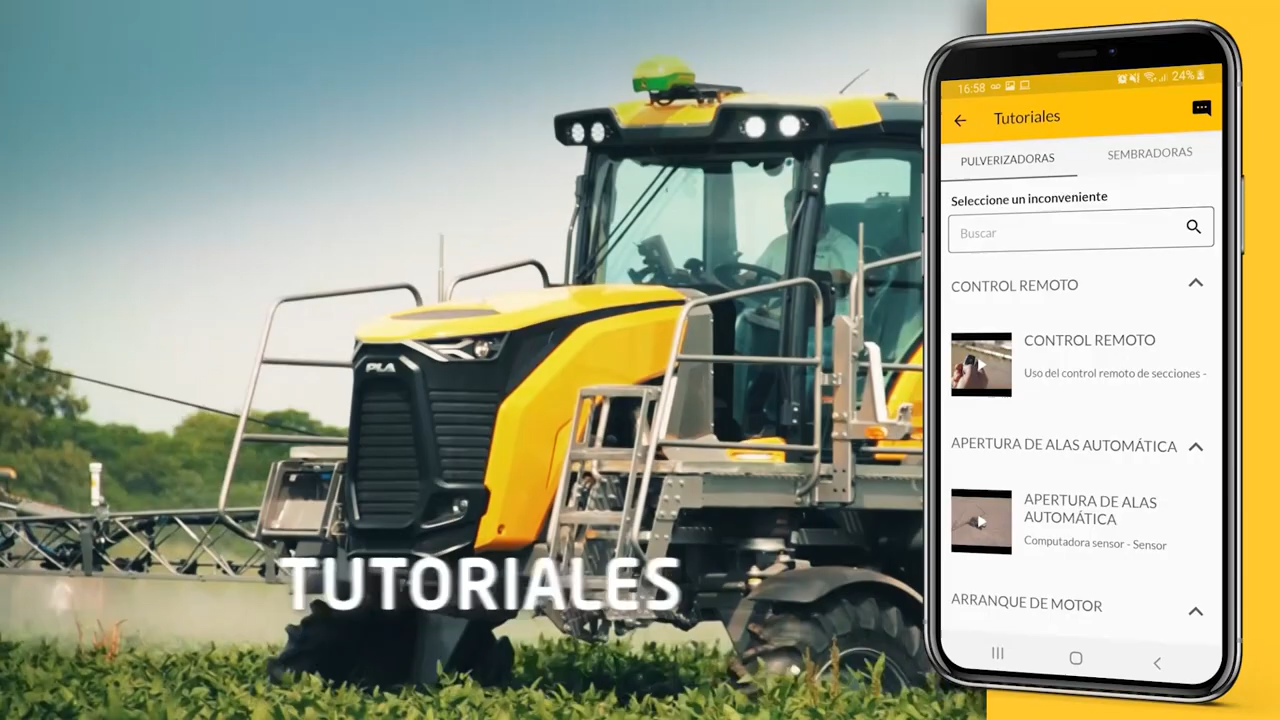 PLA
TUTORIALES
16:58
24%
Tutoriales
PULVERIZADORAS
SEMBRADORAS
Seleccione un inconveniente
Buscar
CONTROL REMOTO
CONTROL REMOTO
Uso del control remoto de secciones -
APERTURA DE ALAS AUTOMÁTICA
APERTURA DE ALAS
AUTOMÁTICA
Computadora sensor - Sensor
ARRANQUE DE MOTOR